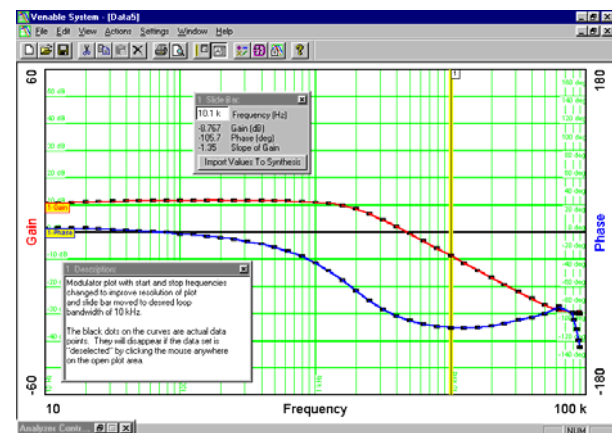 Venable System - [Data5]
File Edit View Actions Settings Window Help
60
180
1 Slide Bar
10.1 k Frequency (Hz)
-8.767 Gain (dB)
-105.7 Phase (deg)
-1.35 Slope of Gain
Import Values To Synthesis
1
1-Gain
1-Phase
Gain
Phase
1 Description:
Modulator plot with start and stop frequencies
changed to improve resolution of plot
and slide bar moved to desired loop
bandwidth of 10 kHz.
The black dots on the curves are actual data
points. They will disappear if the data set is
"deselected" by clicking the mouse anywhere
on the open plot area.
-60
-180
10
Frequency
100 k
Analyzer Contr...
NUM